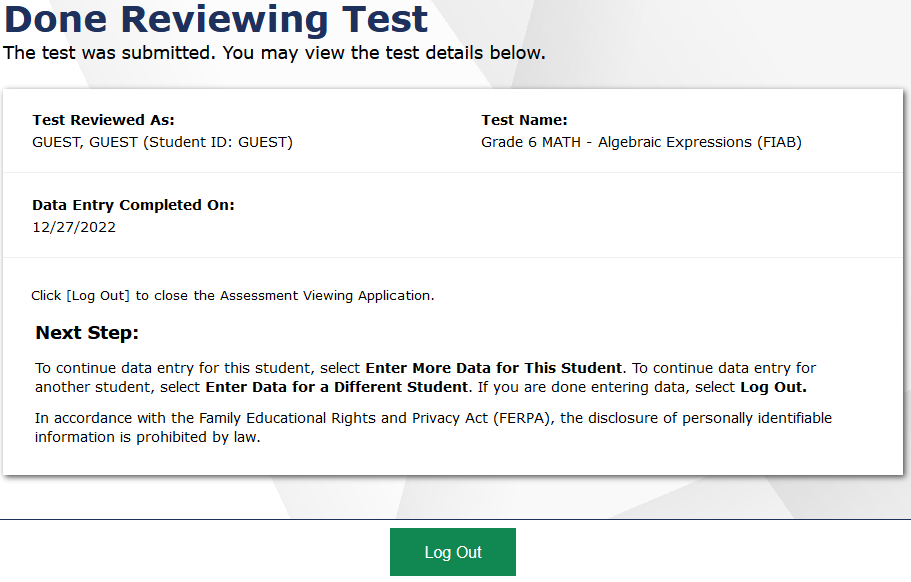 Done Reviewing Test
The test was submitted. You may view the test details below.
Test Reviewed As:
GUEST, GUEST (Student ID: GUEST)
Test Name:
Grade 6 MATH - Algebraic Expressions (FIAB)
Data Entry Completed On:
12/27/2022
Click [Log Out] to close the Assessment Viewing Application.
Next Step:
To continue data entry for this student, select Enter More Data for This Student. To continue data entry for
another student, select Enter Data for a Different Student. If you are done entering data, select Log Out.
In accordance with the Family Educational Rights and Privacy Act (FERPA), the disclosure of personally identifiable
information is prohibited by law.
Log Out